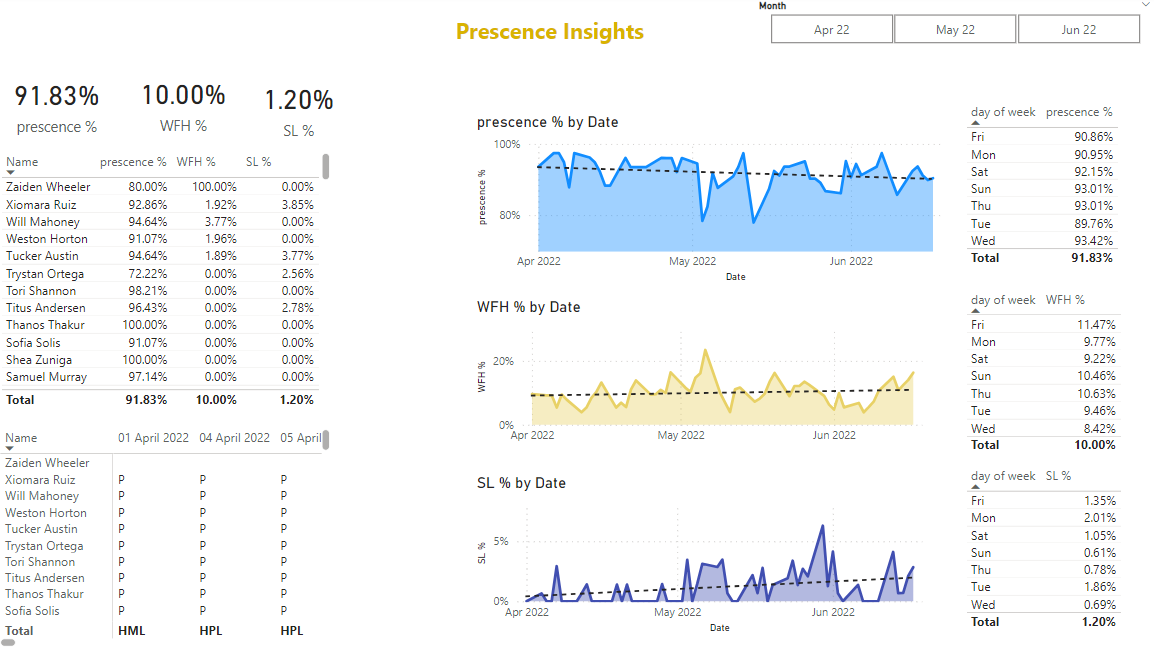 Month
Prescence Insights
Apr 22 May 22 Jun 22
91.83% 10.00% 1.20%
prescence % WFH % SL %
Name prescence % WFH % SL %
Zaiden Wheeler 80.00% 100.00% 0.00%
Xiomara Ruiz 92.86% 1.92% 3.85%
Will Mahoney 94.64% 3.77% 0.00%
Weston Horton 91.07% 1.96% 0.00%
Tucker Austin 94.64% 1.89% 3.77%
Trystan Ortega 72.22% 0.00% 2.56%
Tori Shannon 98.21% 0.00% 0.00%
Titus Andersen 96.43% 0.00% 2.78%
Thanos Thakur 100.00% 0.00% 0.00%
Sofia Solis 91.07% 0.00% 0.00%
Shea Zuniga 100.00% 0.00% 0.00%
Samuel Murray 97.14% 0.00% 0.00%
Total 91.83% 10.00% 1.20%
Name 01 April 2022 04 April 2022 05 April
Zaiden Wheeler
Xiomara Ruiz P P P
Will Mahoney P P P
Weston Horton P P P
Tucker Austin P P P
Trystan Ortega P P P
Tori Shannon P P P
Titus Andersen P P P
Thanos Thakur P P P
Sofia Solis P P P
Total HML HPL HPL
prescence % by Date
prescence %
100%
80%
Apr 2022 May 2022 Jun 2022
Date
WFH % by Date
WFH %
20%
0%
Apr 2022 May 2022 Jun 2022
SL % by Date
SL %
5%
0%
Apr 2022 May 2022 Jun 2022
Date
day of week prescence %
Fri 90.86%
Mon 90.95%
Sat 92.15%
Sun 93.01%
Thu 93.01%
Tue 89.76%
Wed 93.42%
Total 91.83%
day of week WFH %
Fri 11.47%
Mon 9.77%
Sat 9.22%
Sun 10.46%
Thu 10.63%
Tue 9.46%
Wed 8.42%
Total 10.00%
day of week SL %
Fri 1.35%
Mon 2.01%
Sat 1.05%
Sun 0.61%
Thu 0.78%
Tue 1.86%
Wed 0.69%
Total 1.20%